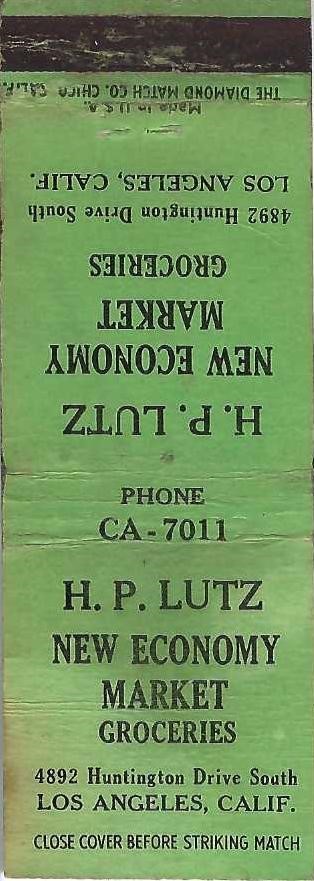 THE DIAMOND MATCH CO. CHICO CALIF.
Made in U.S.A.
H. P. LUTZ
NEW ECONOMY
MARKET
GROCERIES
4892 Huntington Drive South
LOS ANGELES, CALIF.
PHONE
CA-7011
H. P. LUTZ
NEW ECONOMY
MARKET
GROCERIES
4892 Huntington Drive South
LOS ANGELES, CALIF.
CLOSE COVER BEFORE STRIKING MATCH